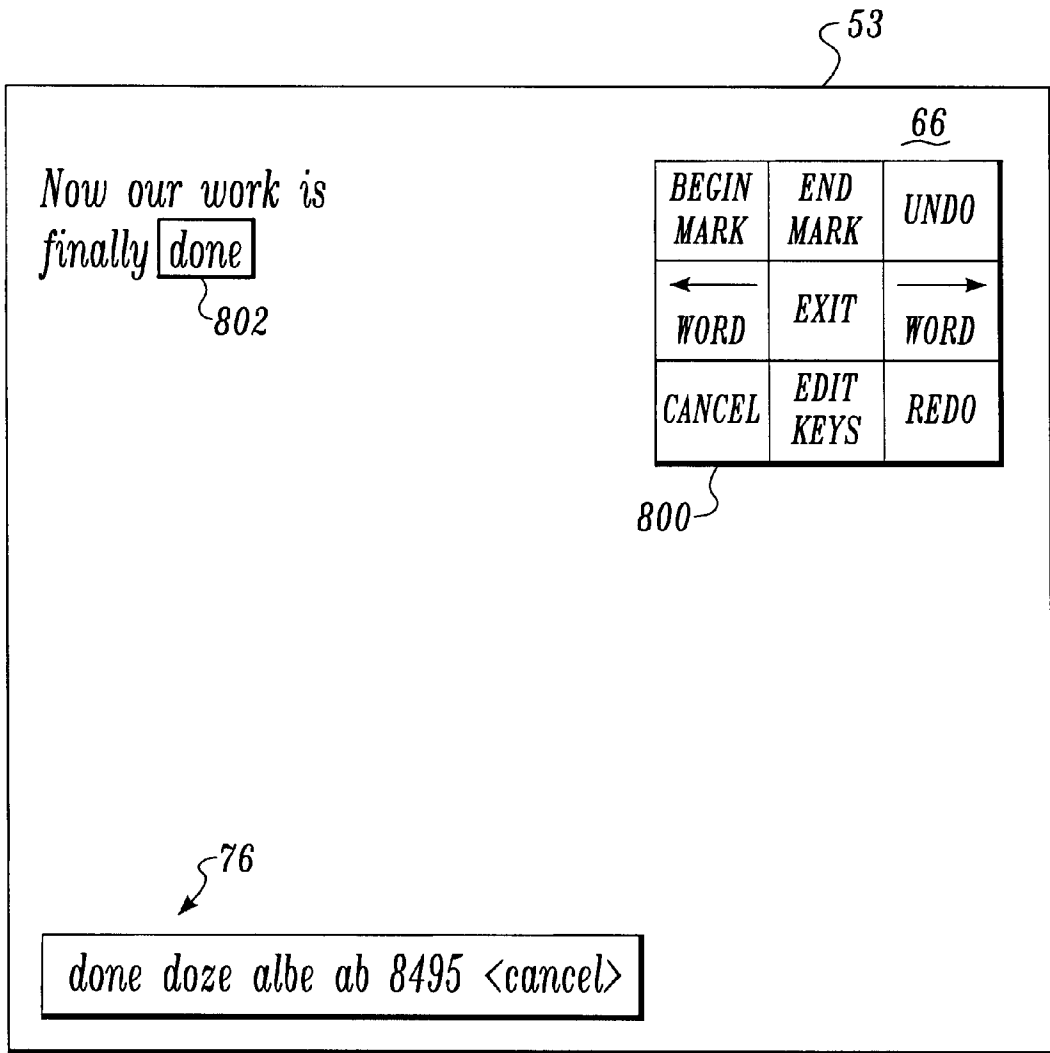 53
66
Now our work is
finally done
802
BEGIN MARK
END MARK
UNDO
← WORD
EXIT
→ WORD
CANCEL
EDIT KEYS
REDO
800
76
done doze albe ab 8495 <cancel>